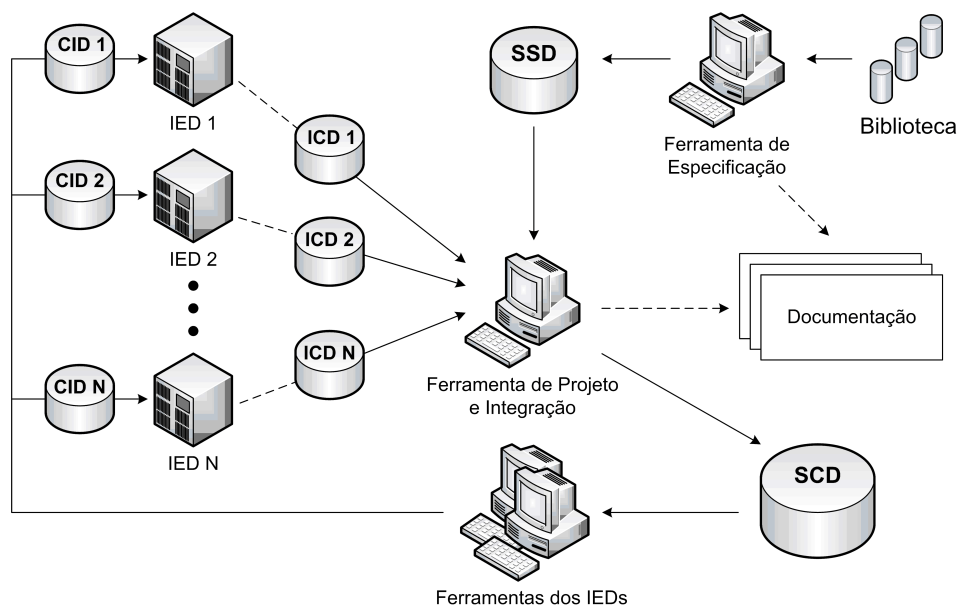 CID 1
IED 1
ICD 1
SSD
Ferramenta de
Especificação
Biblioteca
CID 2
IED 2
ICD 2
CID N
IED N
ICD N
Ferramenta de Projeto
e Integração
Documentação
SCD
Ferramentas dos IEDs